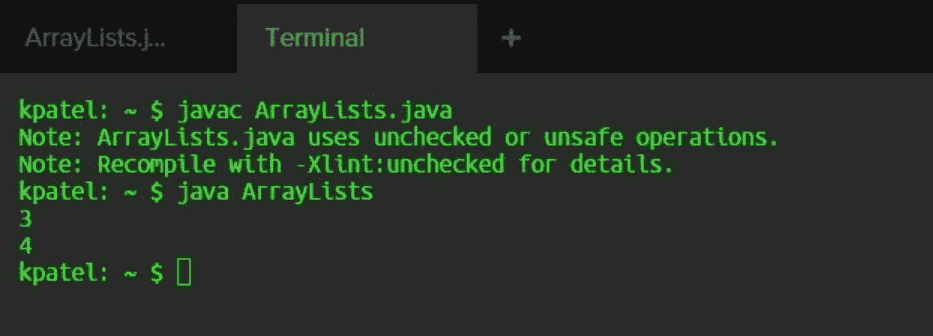 ArrayLists.j...
Terminal
+
kpatel: ~ $ javac ArrayLists.java
Note: ArrayLists.java uses unchecked or unsafe operations.
Note: Recompile with -Xlint:unchecked for details.
kpatel: ~ $ java ArrayLists
3
4
kpatel: ~ $